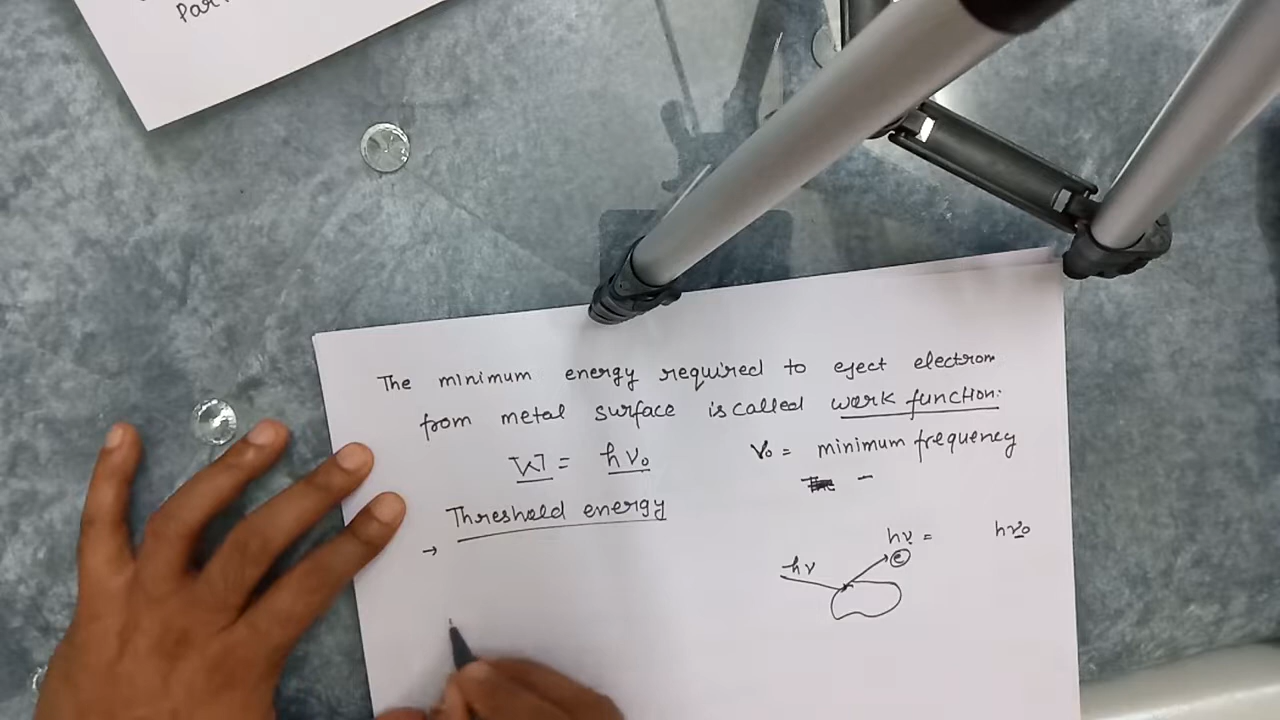 Par
The minimum energy required to eject electron
from metal surface is called work function.
W = hν₀ ν₀ = minimum frequency
Threshold energy
→
hν = hν₀
hν e